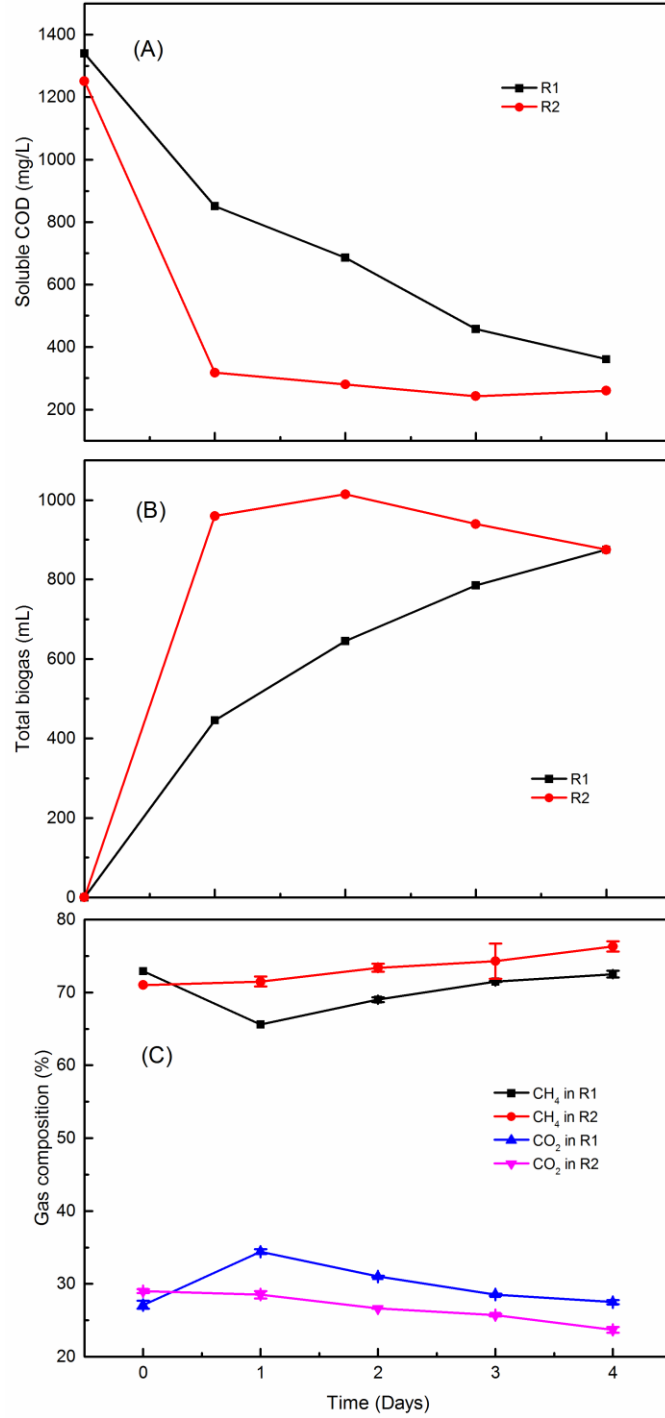 (A)
R1
R2
Soluble COD (mg/L)
1400
1200
1000
800
600
400
200
(B)
R1
R2
Total biogas (mL)
1000
800
600
400
200
0
(C)
CH₄ in R1
CH₄ in R2
CO₂ in R1
CO₂ in R2
Gas composition (%)
80
70
60
50
40
30
20
0 1 2 3 4
Time (Days)